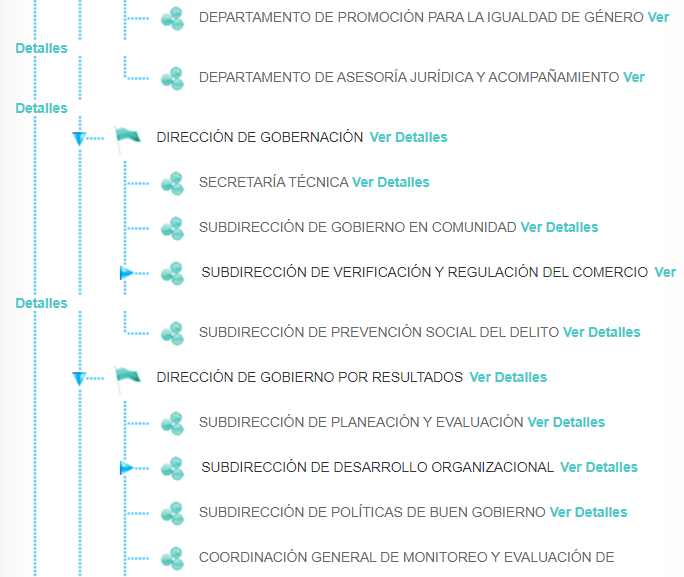 DEPARTAMENTO DE PROMOCIÓN PARA LA IGUALDAD DE GÉNERO Ver
Detalles
DEPARTAMENTO DE ASESORÍA JURÍDICA Y ACOMPAÑAMIENTO Ver
Detalles
DIRECCIÓN DE GOBERNACIÓN Ver Detalles
SECRETARÍA TÉCNICA Ver Detalles
SUBDIRECCIÓN DE GOBIERNO EN COMUNIDAD Ver Detalles
SUBDIRECCIÓN DE VERIFICACIÓN Y REGULACIÓN DEL COMERCIO Ver
Detalles
SUBDIRECCIÓN DE PREVENCIÓN SOCIAL DEL DELITO Ver Detalles
DIRECCIÓN DE GOBIERNO POR RESULTADOS Ver Detalles
SUBDIRECCIÓN DE PLANEACIÓN Y EVALUACIÓN Ver Detalles
SUBDIRECCIÓN DE DESARROLLO ORGANIZACIONAL Ver Detalles
SUBDIRECCIÓN DE POLÍTICAS DE BUEN GOBIERNO Ver Detalles
COORDINACIÓN GENERAL DE MONITOREO Y EVALUACIÓN DE